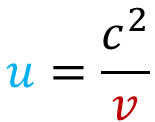 u = c²/v